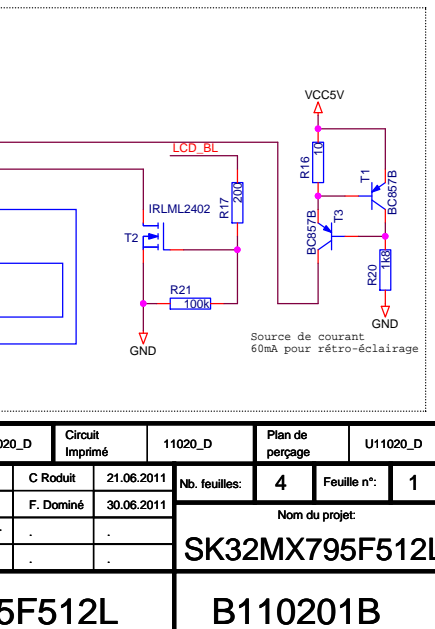 VCC5V
LCD_BL
R16
10
T1
BC857B
IRLML2402
R17
200
T3
BC857B
T2
R20
1k8
R21
100k
GND
GND
Source de courant
60mA pour rétro-éclairage
020_D
Circuit
Imprimé
11020_D
Plan de
perçage
U11020_D
C Roduit
21.06.2011
Nb. feuilles:
4
Feuille n°:
1
F. Dominé
30.06.2011
Nom du projet:
. .
SK32MX795F512L
. .
5F512L
B110201B